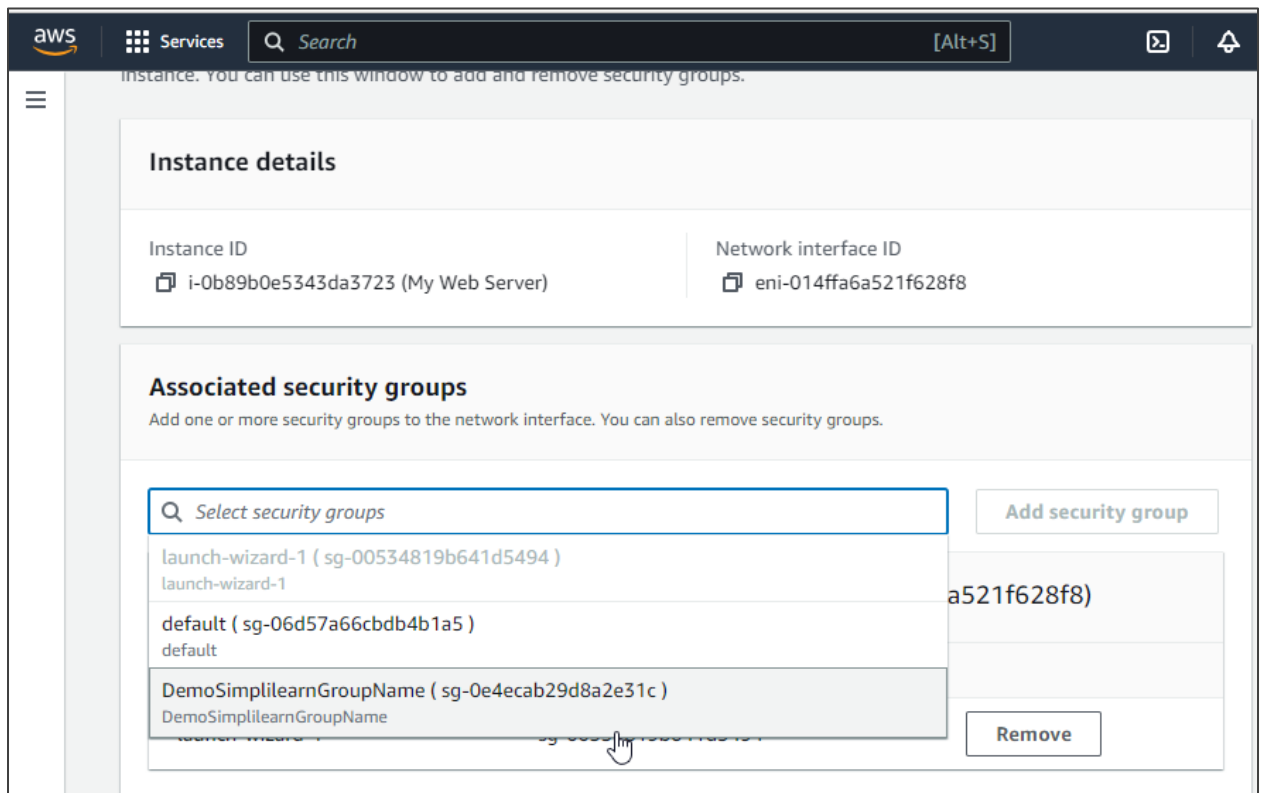 aws
Services
Search
[Alt+S]
instance. You can use this window to add and remove security groups.
Instance details
Instance ID
i-0b89b0e5343da3723 (My Web Server)
Network interface ID
eni-014ffa6a521f628f8
Associated security groups
Add one or more security groups to the network interface. You can also remove security groups.
Select security groups
Add security group
launch-wizard-1 ( sg-00534819b641d5494 )
launch-wizard-1
a521f628f8)
default ( sg-06d57a66cbdb4b1a5 )
default
DemoSimplilearnGroupName ( sg-0e4ecab29d8a2e31c )
DemoSimplilearnGroupName
Remove